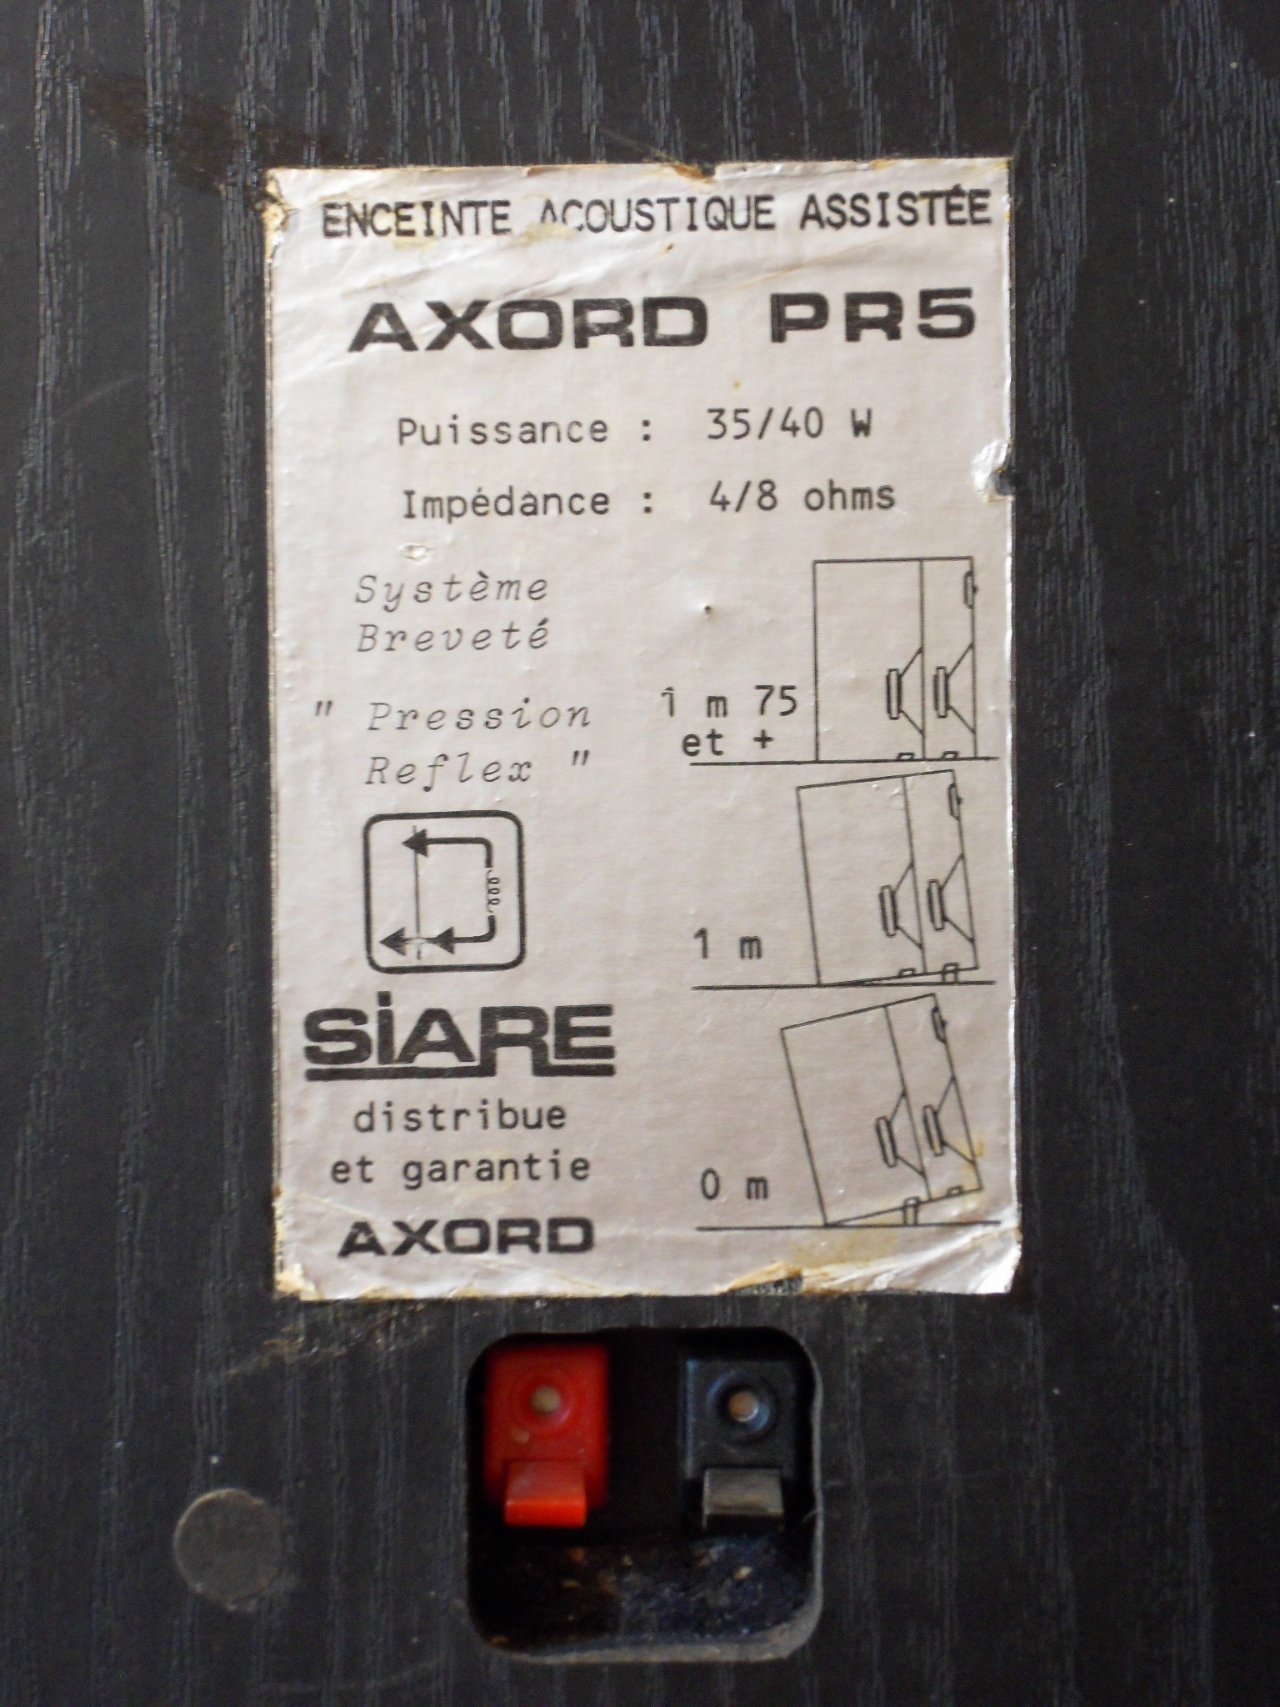 ENCEINTE ACOUSTIQUE ASSISTÉE
AXORD PR5
Puissance : 35/40 W
Impédance : 4/8 ohms
Système
Breveté
" Pression
Reflex "
1 m 75
et +
1 m
0 m
SiARE
distribue
et garantie
AXORD